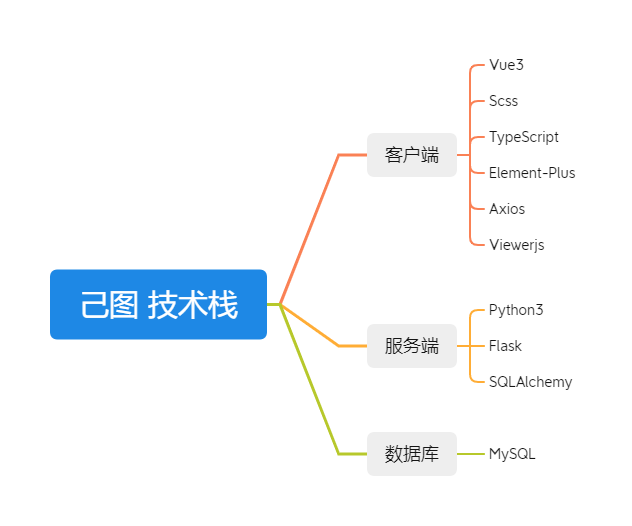 己图 技术栈
客户端
Vue3
Scss
TypeScript
Element-Plus
Axios
Viewerjs
服务端
Python3
Flask
SQLAlchemy
数据库
MySQL